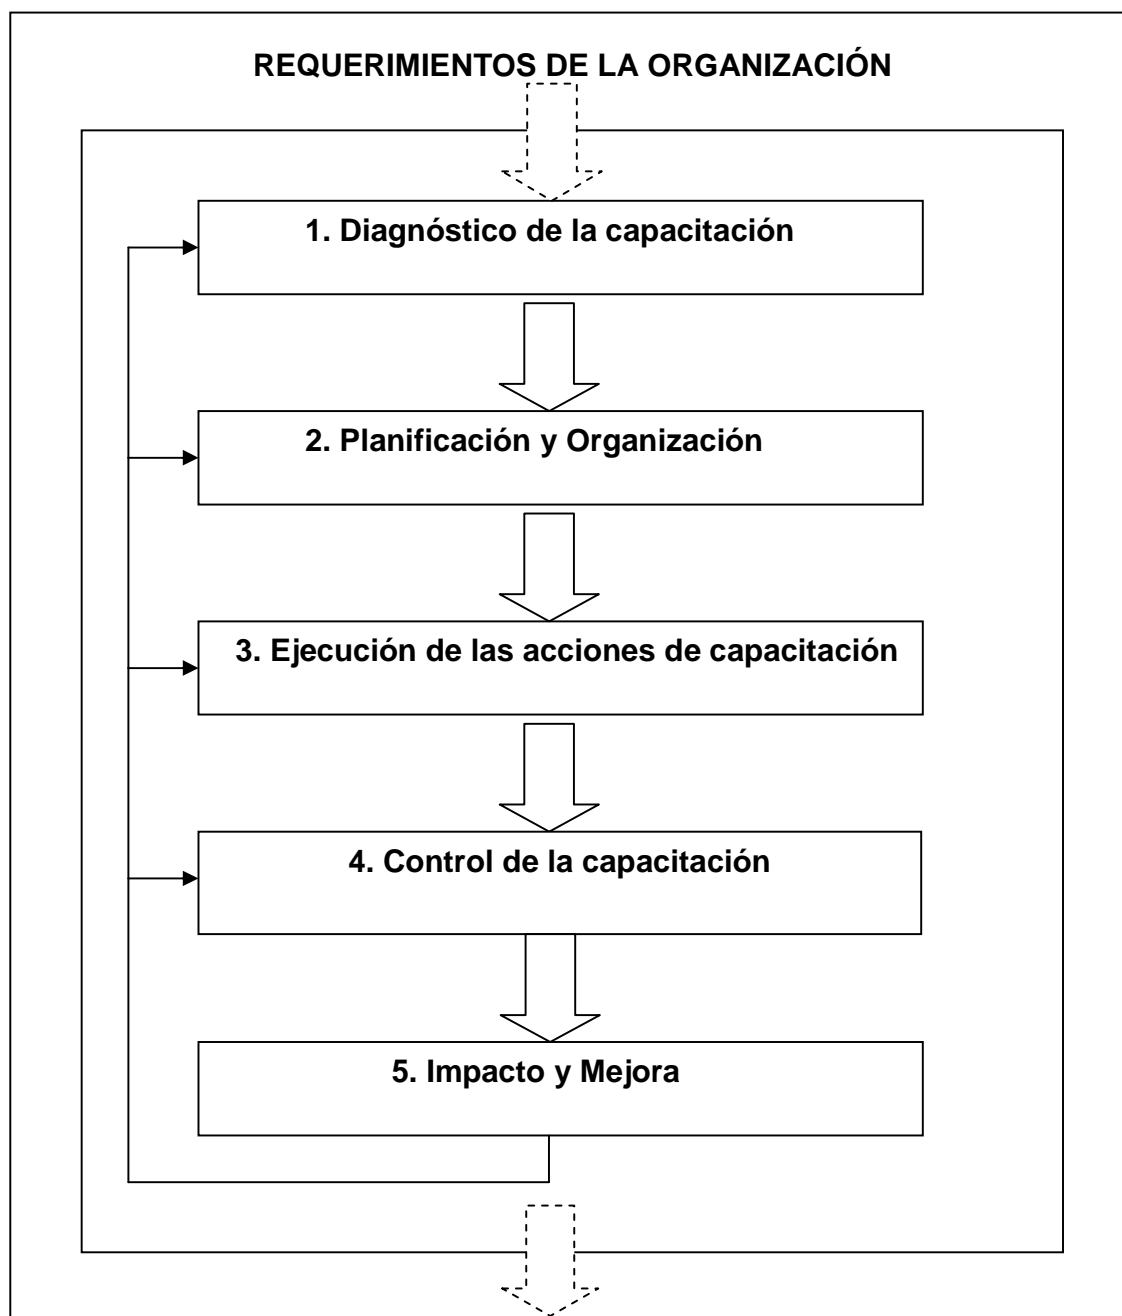 REQUERIMIENTOS DE LA ORGANIZACIÓN
1. Diagnóstico de la capacitación
2. Planificación y Organización
3. Ejecución de las acciones de capacitación
4. Control de la capacitación
5. Impacto y Mejora